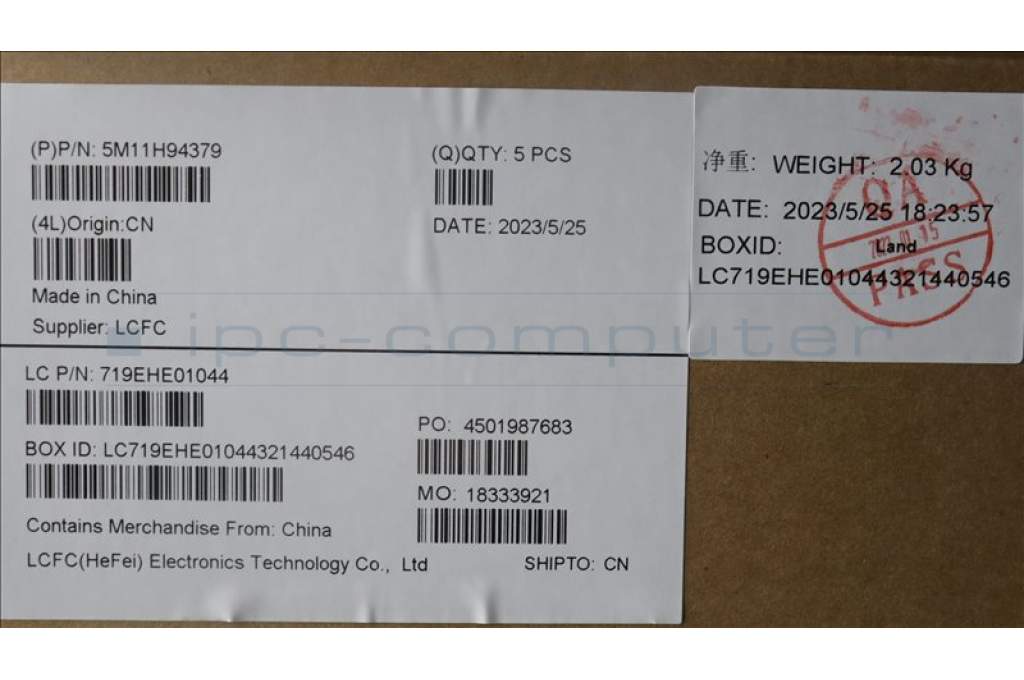 (P)P/N: 5M11H94379
(Q)QTY: 5 PCS
(4L)Origin:CN
DATE: 2023/5/25
Made in China
Supplier: LCFC
净重: WEIGHT: 2.03 Kg
DATE: 2023/5/25 18:23:57
BOXID: Land
LC719EHE01044321440546
QA
PASS
ipc-computer
LC P/N: 719EHE01044
PO: 4501987683
BOX ID: LC719EHE01044321440546
MO: 18333921
Contains Merchandise From: China
LCFC(HeFei) Electronics Technology Co., Ltd
SHIPTO: CN